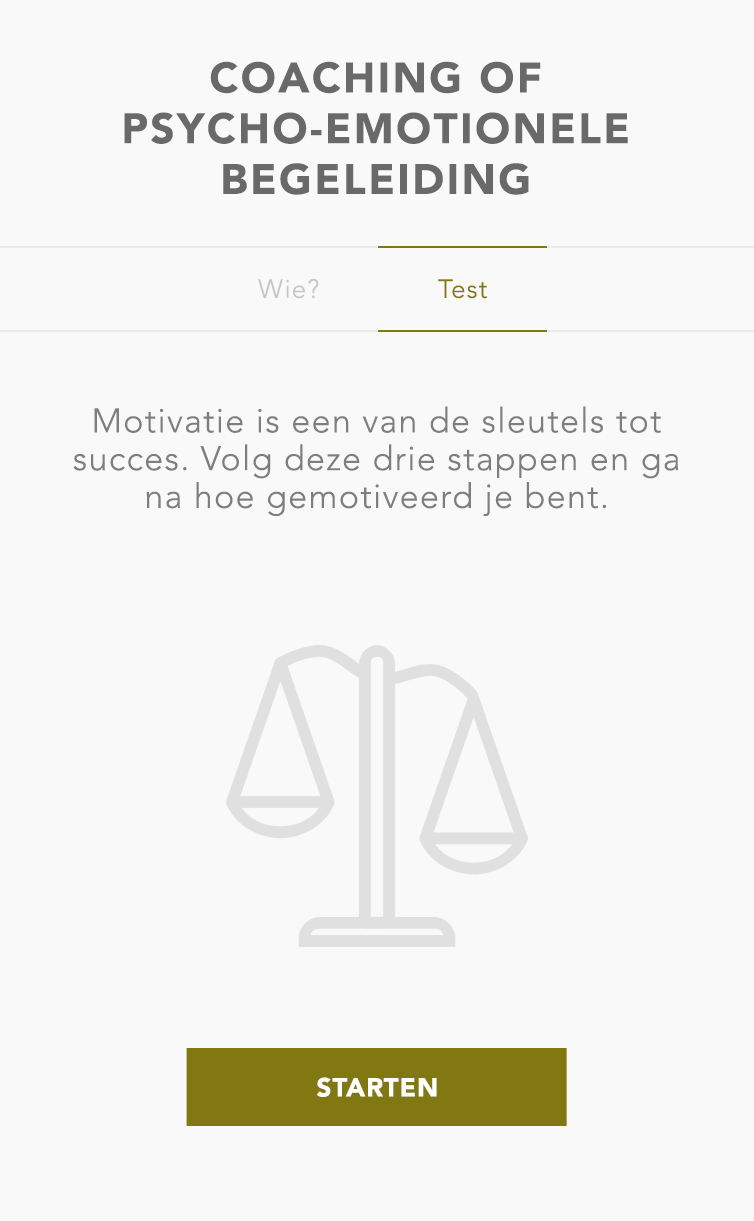 COACHING OF
PSYCHO-EMOTIONELE
BEGELEIDING
Wie? Test
Motivatie is een van de sleutels tot
succes. Volg deze drie stappen en ga
na hoe gemotiveerd je bent.
STARTEN